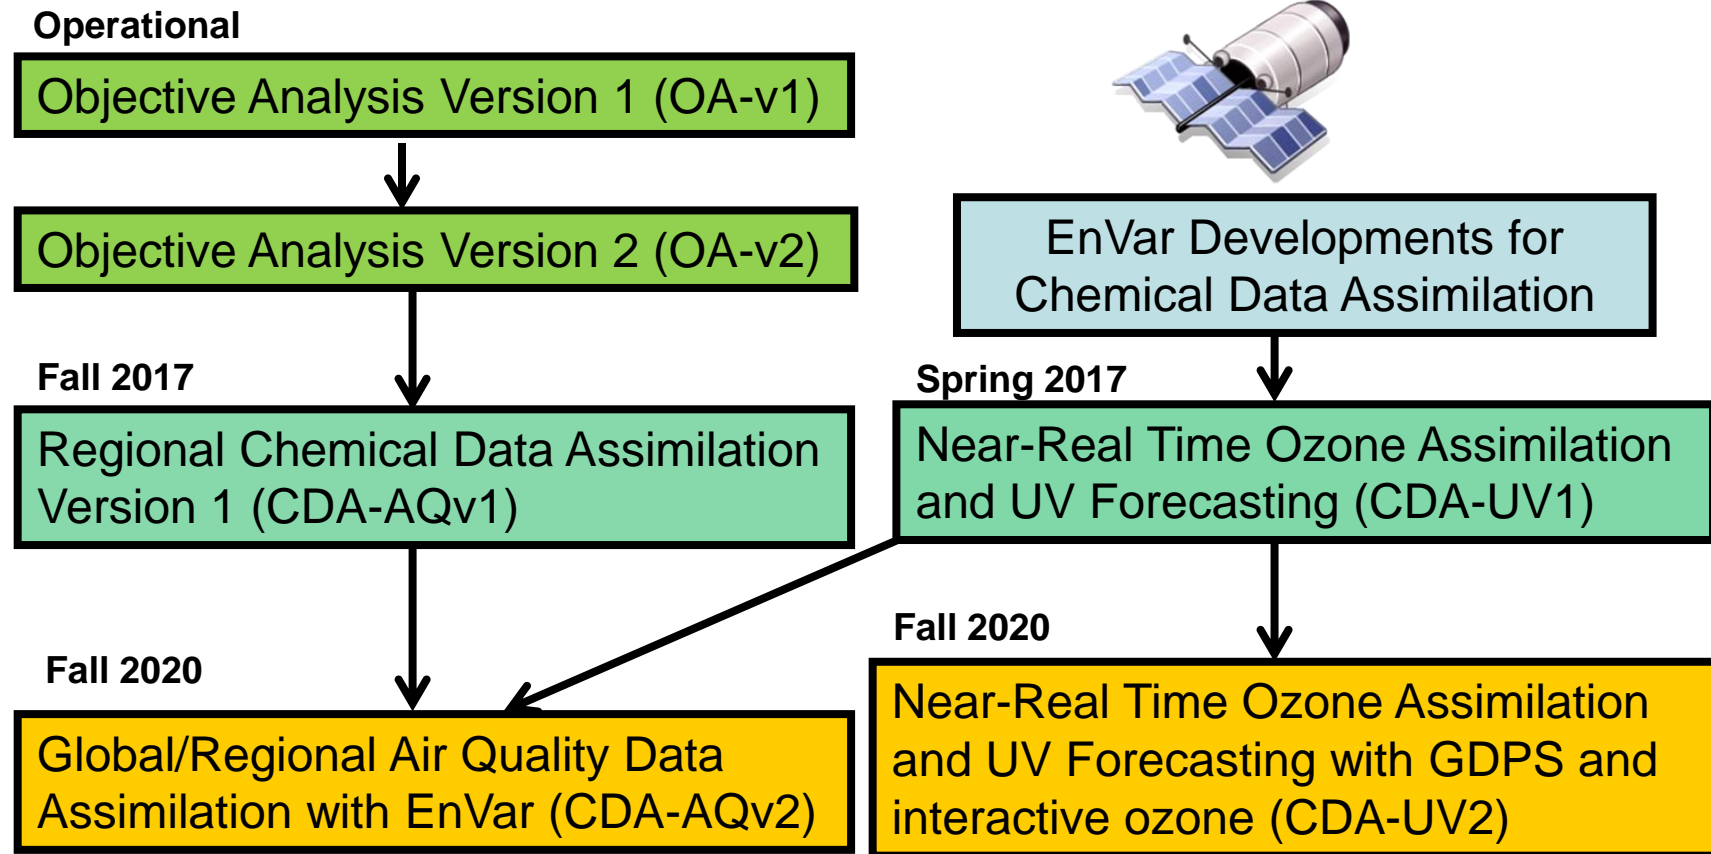 Operational
Objective Analysis Version 1 (OA-v1)
Objective Analysis Version 2 (OA-v2)
EnVar Developments for
Chemical Data Assimilation
Fall 2017
Regional Chemical Data Assimilation
Version 1 (CDA-AQv1)
Spring 2017
Near-Real Time Ozone Assimilation
and UV Forecasting (CDA-UV1)
Fall 2020
Global/Regional Air Quality Data
Assimilation with EnVar (CDA-AQv2)
Fall 2020
Near-Real Time Ozone Assimilation
and UV Forecasting with GDPS and
interactive ozone (CDA-UV2)